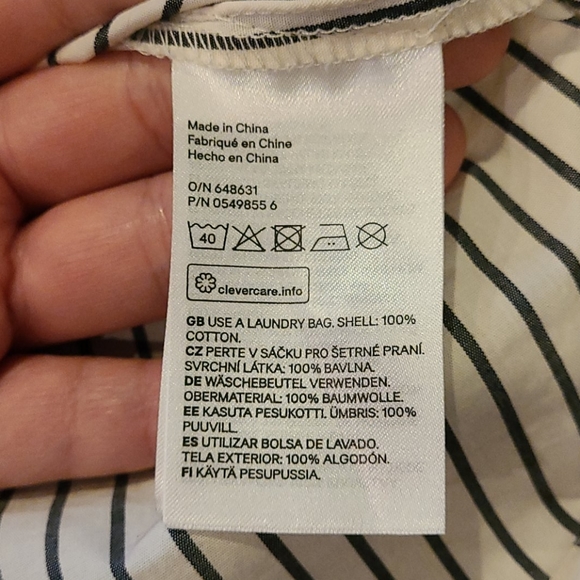 Made in China
Fabriqué en Chine
Hecho en China
O/N 648631
P/N 0549855 6
40
clevercare.info
GB USE A LAUNDRY BAG. SHELL: 100%
COTTON.
CZ PERTE V SÁČKU PRO ŠETRNÉ PRANÍ.
SVRCHNÍ LÁTKA: 100% BAVLNA.
DE WÄSCHEBEUTEL VERWENDEN.
OBERMATERIAL: 100% BAUMWOLLE.
EE KASUTA PESUKOTTI. ÜMBRIS: 100%
PUUVILL.
ES UTILIZAR BOLSA DE LAVADO.
TELA EXTERIOR: 100% ALGODÓN.
FI KÄYTÄ PESUPUSSIA.